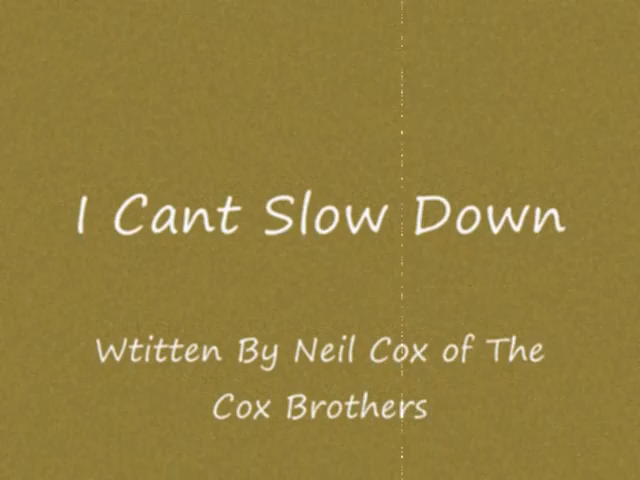 I Cant Slow Down
Wtitten By Neil Cox of The
Cox Brothers